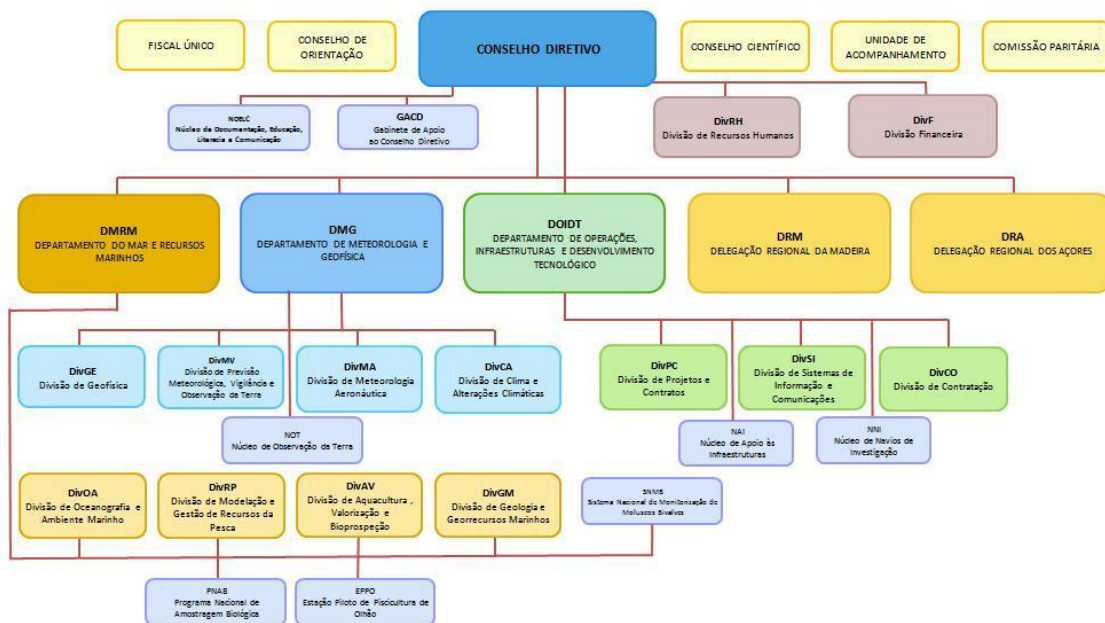 FISCAL ÚNICO
CONSELHO DE
ORIENTAÇÃO
CONSELHO DIRETIVO
CONSELHO CIENTÍFICO
UNIDADE DE
ACOMPANHAMENTO
COMISSÃO PARITÁRIA
NDELC
Núcleo de Documentação, Educação,
Literacia e Comunicação
GACD
Gabinete de Apoio
ao Conselho Diretivo
DivRH
Divisão de Recursos Humanos
DivF
Divisão Financeira
DMRM
DEPARTAMENTO DO MAR E RECURSOS
MARINHOS
DMG
DEPARTAMENTO DE METEOROLOGIA E
GEOFÍSICA
DOIDT
DEPARTAMENTO DE OPERAÇÕES,
INFRAESTRUTURAS E DESENVOLVIMENTO
TECNOLÓGICO
DRM
DELEGAÇÃO REGIONAL DA MADEIRA
DRA
DELEGAÇÃO REGIONAL DOS AÇORES
DivGE
Divisão de Geofísica
DivMV
Divisão de Previsão
Meteorológica, Vigilância e
Observação da Terra
DivMA
Divisão de Meteorologia
Aeronáutica
DivCA
Divisão de Clima e
Alterações Climáticas
DivPC
Divisão de Projetos e
Contratos
DivSI
Divisão de Sistemas de
Informação e
Comunicações
DivCO
Divisão de Contratação
NOT
Núcleo de Observação da Terra
NAI
Núcleo de Apoio às
Infraestruturas
NNI
Núcleo de Navios de
Investigação
DivOA
Divisão de Oceanografia e
Ambiente Marinho
DivRP
Divisão de Modelação e
Gestão de Recursos da
Pesca
DivAV
Divisão de Aquacultura ,
Valorização e
Bioprospeção
DivGM
Divisão de Geologia e
Georrecursos Marinhos
SNMB
Sistema Nacional de Monitorização de
Moluscos Bivalves
PNAB
Programa Nacional de
Amostragem Biológica
EPPO
Estação Piloto de Piscicultura de
Olhão